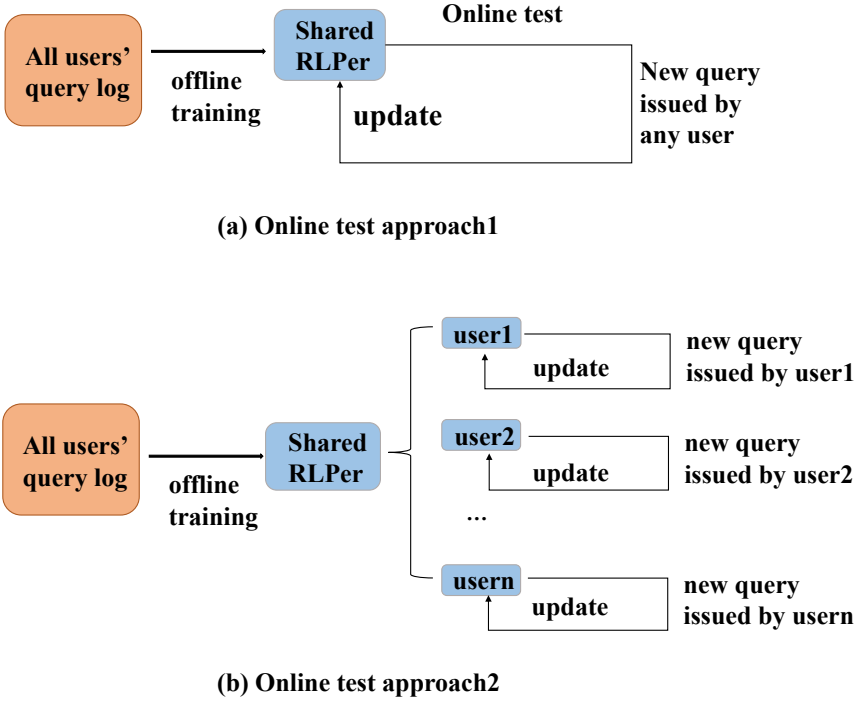 Online test
All users’
query log
offline
training
Shared
RLPer
update
New query
issued by
any user
(a) Online test approach1
All users’
query log
offline
training
Shared
RLPer
user1
update
new query
issued by user1
user2
update
new query
issued by user2
...
usern
update
new query
issued by usern
(b) Online test approach2